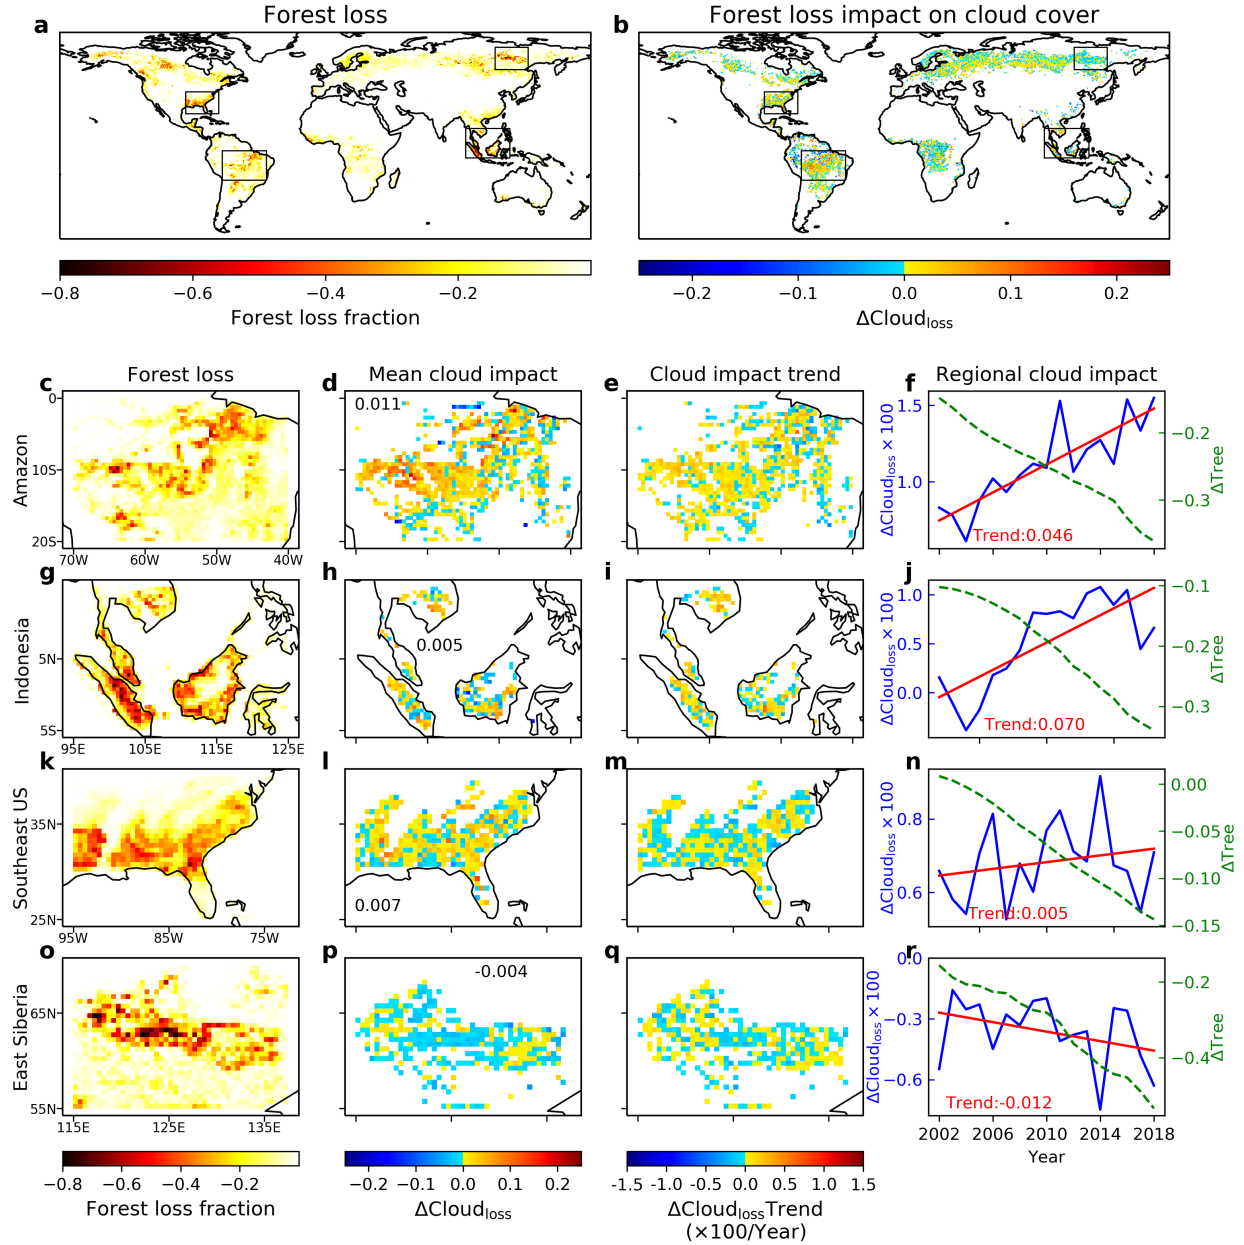 a Forest loss
b Forest loss impact on cloud cover
−0.8 −0.6 −0.4 −0.2
Forest loss fraction
−0.2 −0.1 0.0 0.1 0.2
ΔCloudloss
c Forest loss
d Mean cloud impact
e Cloud impact trend
f Regional cloud impact
Amazon
0
10S
20S
70W 60W 50W 40W
0.011
1.5
1.0
ΔCloudloss × 100
Trend:0.046
−0.2
−0.3
ΔTree
g
h
i
j
Indonesia
5N
5S
95E 105E 115E 125E
0.005
1.0
0.5
0.0
ΔCloudloss × 100
Trend:0.070
−0.1
−0.2
−0.3
ΔTree
k
l
m
n
Southeast US
35N
25N
95W 85W 75W
0.007
0.8
0.6
ΔCloudloss × 100
Trend:0.005
0.00
−0.05
−0.10
−0.15
ΔTree
o
p
q
r
East Siberia
65N
55N
115E 125E 135E
-0.004
0.0
−0.3
−0.6
ΔCloudloss × 100
Trend:-0.012
−0.2
−0.4
ΔTree
2002 2006 2010 2014 2018
Year
−0.8 −0.6 −0.4 −0.2
Forest loss fraction
−0.2 −0.1 0.0 0.1 0.2
ΔCloudloss
-1.5 -1.0 -0.5 0.0 0.5 1.0 1.5
ΔCloudlossTrend
(×100/Year)